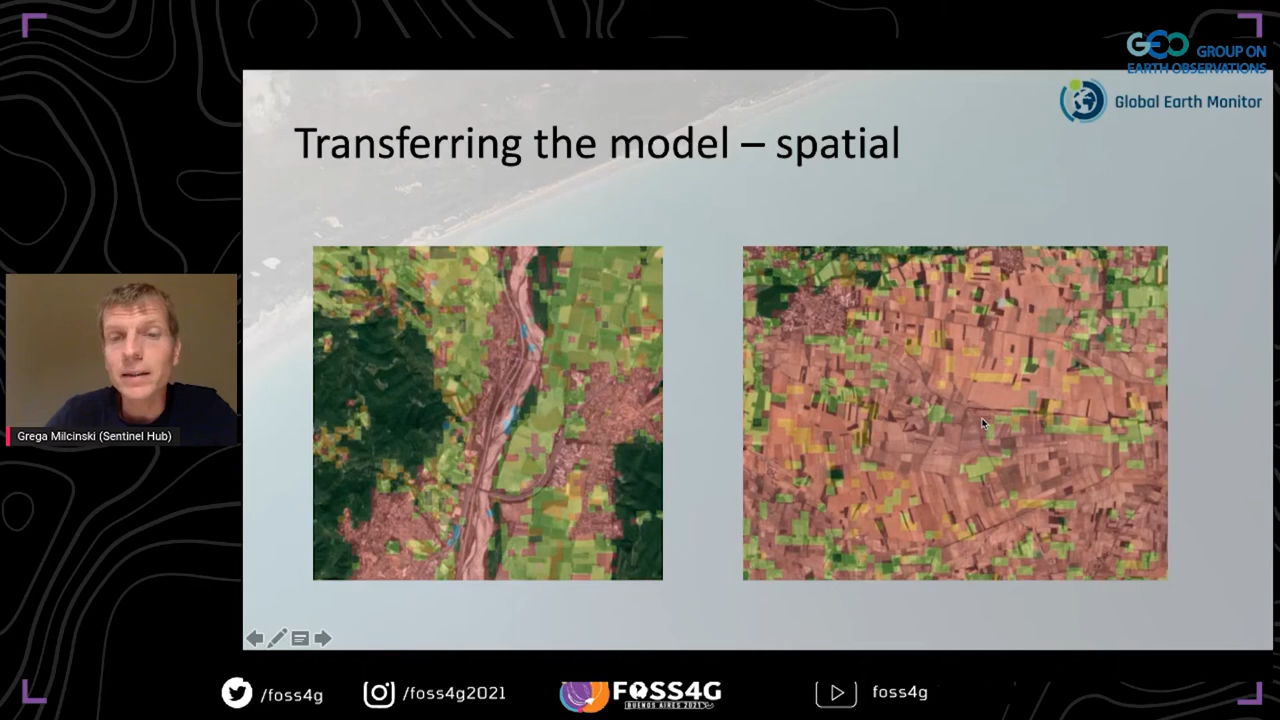 GEO GROUP ON
EARTH OBSERVATIONS
Global Earth Monitor
Transferring the model – spatial
Grega Milcinski (Sentinel Hub)
/foss4g
/foss4g2021
FOSS4G
BUENOS AIRES 2021
foss4g